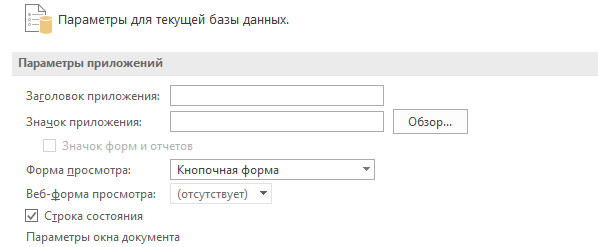 Параметры для текущей базы данных.
Параметры приложений
Заголовок приложения:
Значок приложения: Обзор...
Значок форм и отчетов
Форма просмотра: Кнопочная форма
Веб-форма просмотра: (отсутствует)
Строка состояния
Параметры окна документа